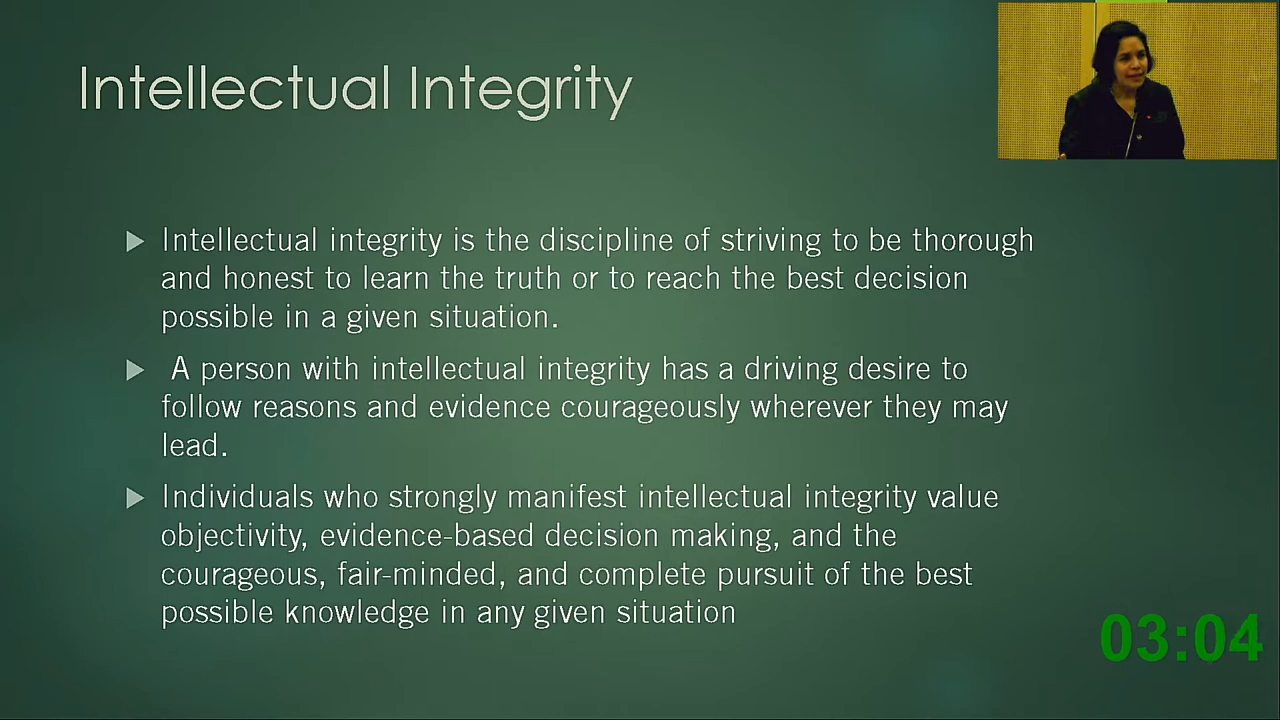 Intellectual Integrity
Intellectual integrity is the discipline of striving to be thorough
and honest to learn the truth or to reach the best decision
possible in a given situation.
A person with intellectual integrity has a driving desire to
follow reasons and evidence courageously wherever they may
lead.
Individuals who strongly manifest intellectual integrity value
objectivity, evidence-based decision making, and the
courageous, fair-minded, and complete pursuit of the best
possible knowledge in any given situation
03:04